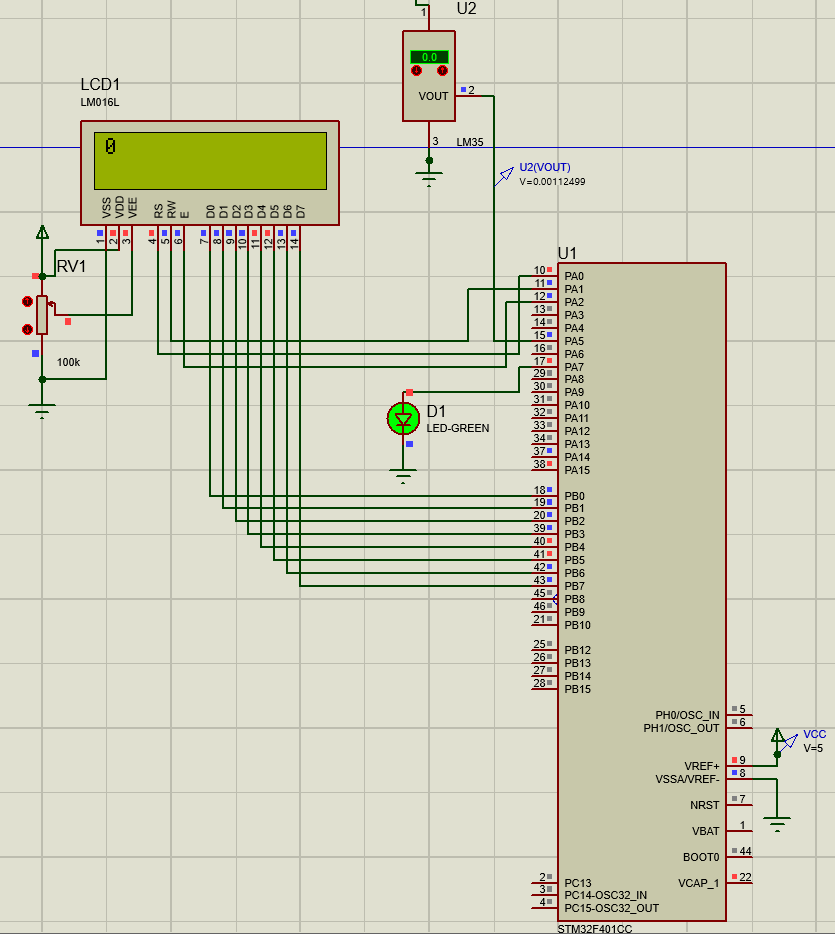 1
U2
0.0
VOUT
2
3
LM35
LCD1
LM016L
0
VSS
VDD
VEE
RS
RW
E
D0
D1
D2
D3
D4
D5
D6
D7
1
2
3
4
5
6
7
8
9
10
11
12
13
14
U2(VOUT)
V=0.00112499
RV1
100k
D1
LED-GREEN
U1
10 PA0
11 PA1
12 PA2
13 PA3
14 PA4
15 PA5
16 PA6
17 PA7
29 PA8
30 PA9
31 PA10
32 PA11
33 PA12
34 PA13
37 PA14
38 PA15
18 PB0
19 PB1
20 PB2
39 PB3
40 PB4
41 PB5
42 PB6
43 PB7
45 PB8
46 PB9
21 PB10
25 PB12
26 PB13
27 PB14
28 PB15
PH0/OSC_IN 5
PH1/OSC_OUT 6
VCC
V=5
VREF+ 9
VSSA/VREF- 8
NRST 7
VBAT 1
BOOT0 44
2 PC13
VCAP_1 22
3 PC14-OSC32_IN
4 PC15-OSC32_OUT
STM32F401CC